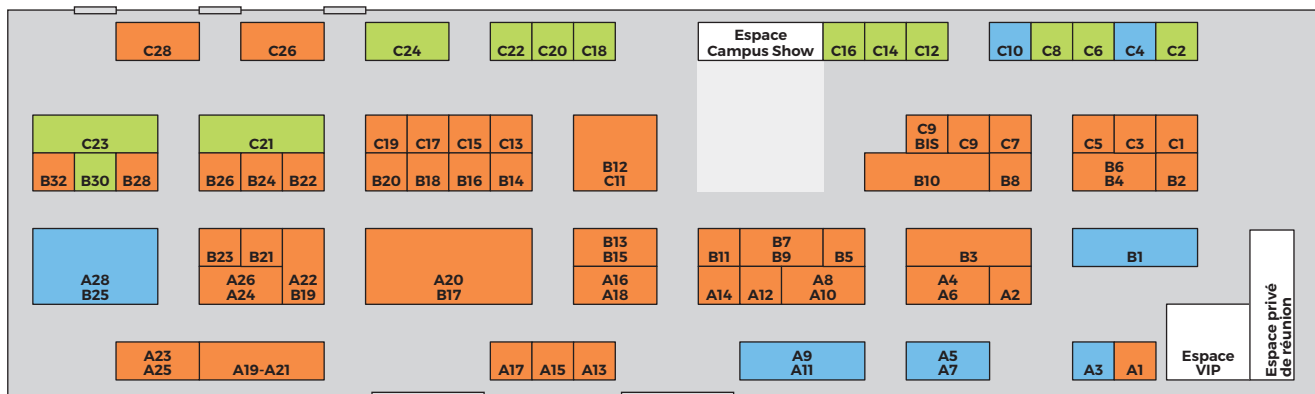 C28
C26
C24
C22
C20
C18
Espace
Campus Show
C16
C14
C12
C10
C8
C6
C4
C2
C23
B32
B30
B28
C21
B26
B24
B22
C19
C17
C15
C13
B20
B18
B16
B14
B12
C11
C9
BIS
C9
C7
B10
B8
C5
C3
C1
B6
B4
B2
A28
B25
B23
B21
A26
A24
A22
B19
A20
B17
B13
B15
A16
A18
B11
B7
B9
B5
A14
A12
A8
A10
B3
A4
A6
A2
B1
A23
A25
A19-A21
A17
A15
A13
A9
A11
A5
A7
A3
A1
Espace
VIP
Espace privé
de réunion